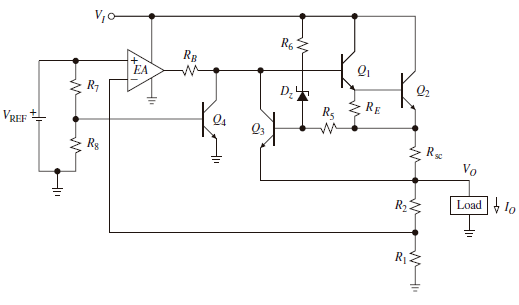 V_I
+
EA
−
R_B
R_6
Q_1
D_z
R_7
R_E
Q_2
V_REF
+
Q_4
Q_3
R_5
R_8
R_sc
V_O
R_2
Load
I_O
R_1